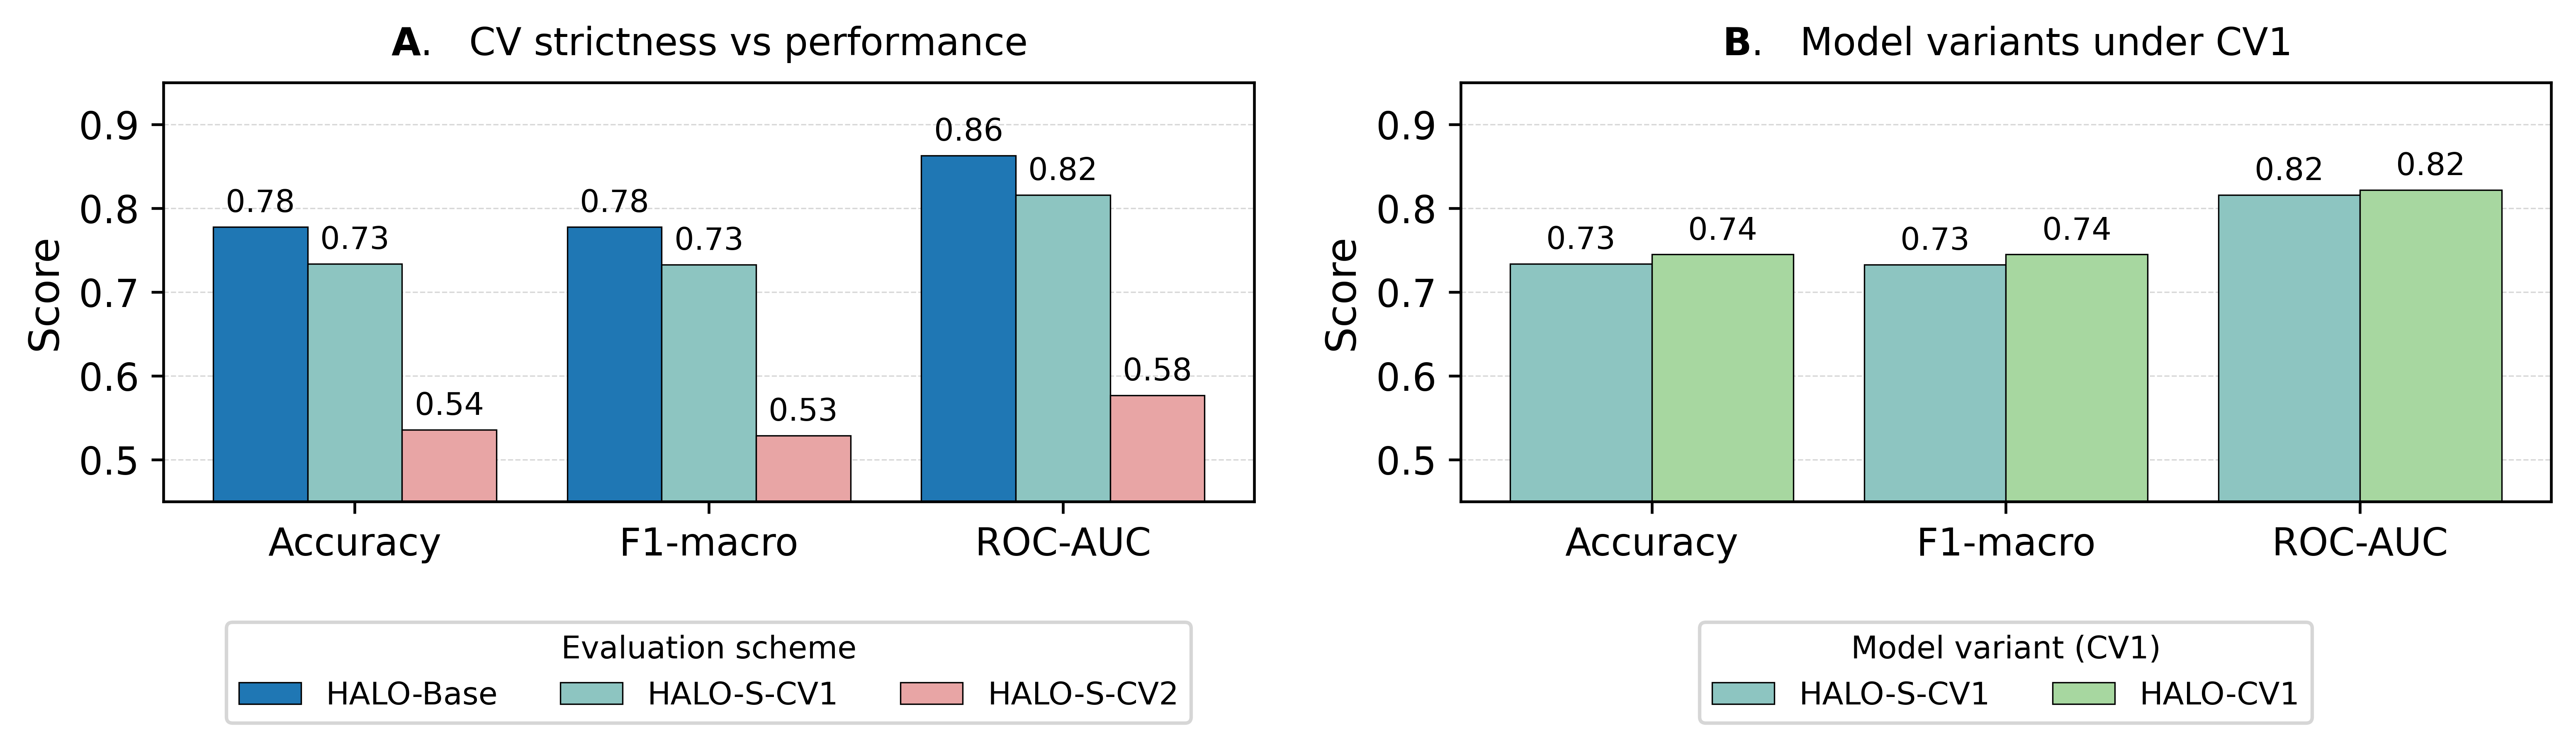 A.   CV strictness vs performance
0.9
0.8
0.7
0.6
0.5
Score
0.78
0.73
0.54
0.78
0.73
0.53
0.86
0.82
0.58
Accuracy
F1-macro
ROC-AUC
Evaluation scheme
HALO-Base
HALO-S-CV1
HALO-S-CV2
B.   Model variants under CV1
0.9
0.8
0.7
0.6
0.5
Score
0.73
0.74
0.73
0.74
0.82
0.82
Accuracy
F1-macro
ROC-AUC
Model variant (CV1)
HALO-S-CV1
HALO-CV1